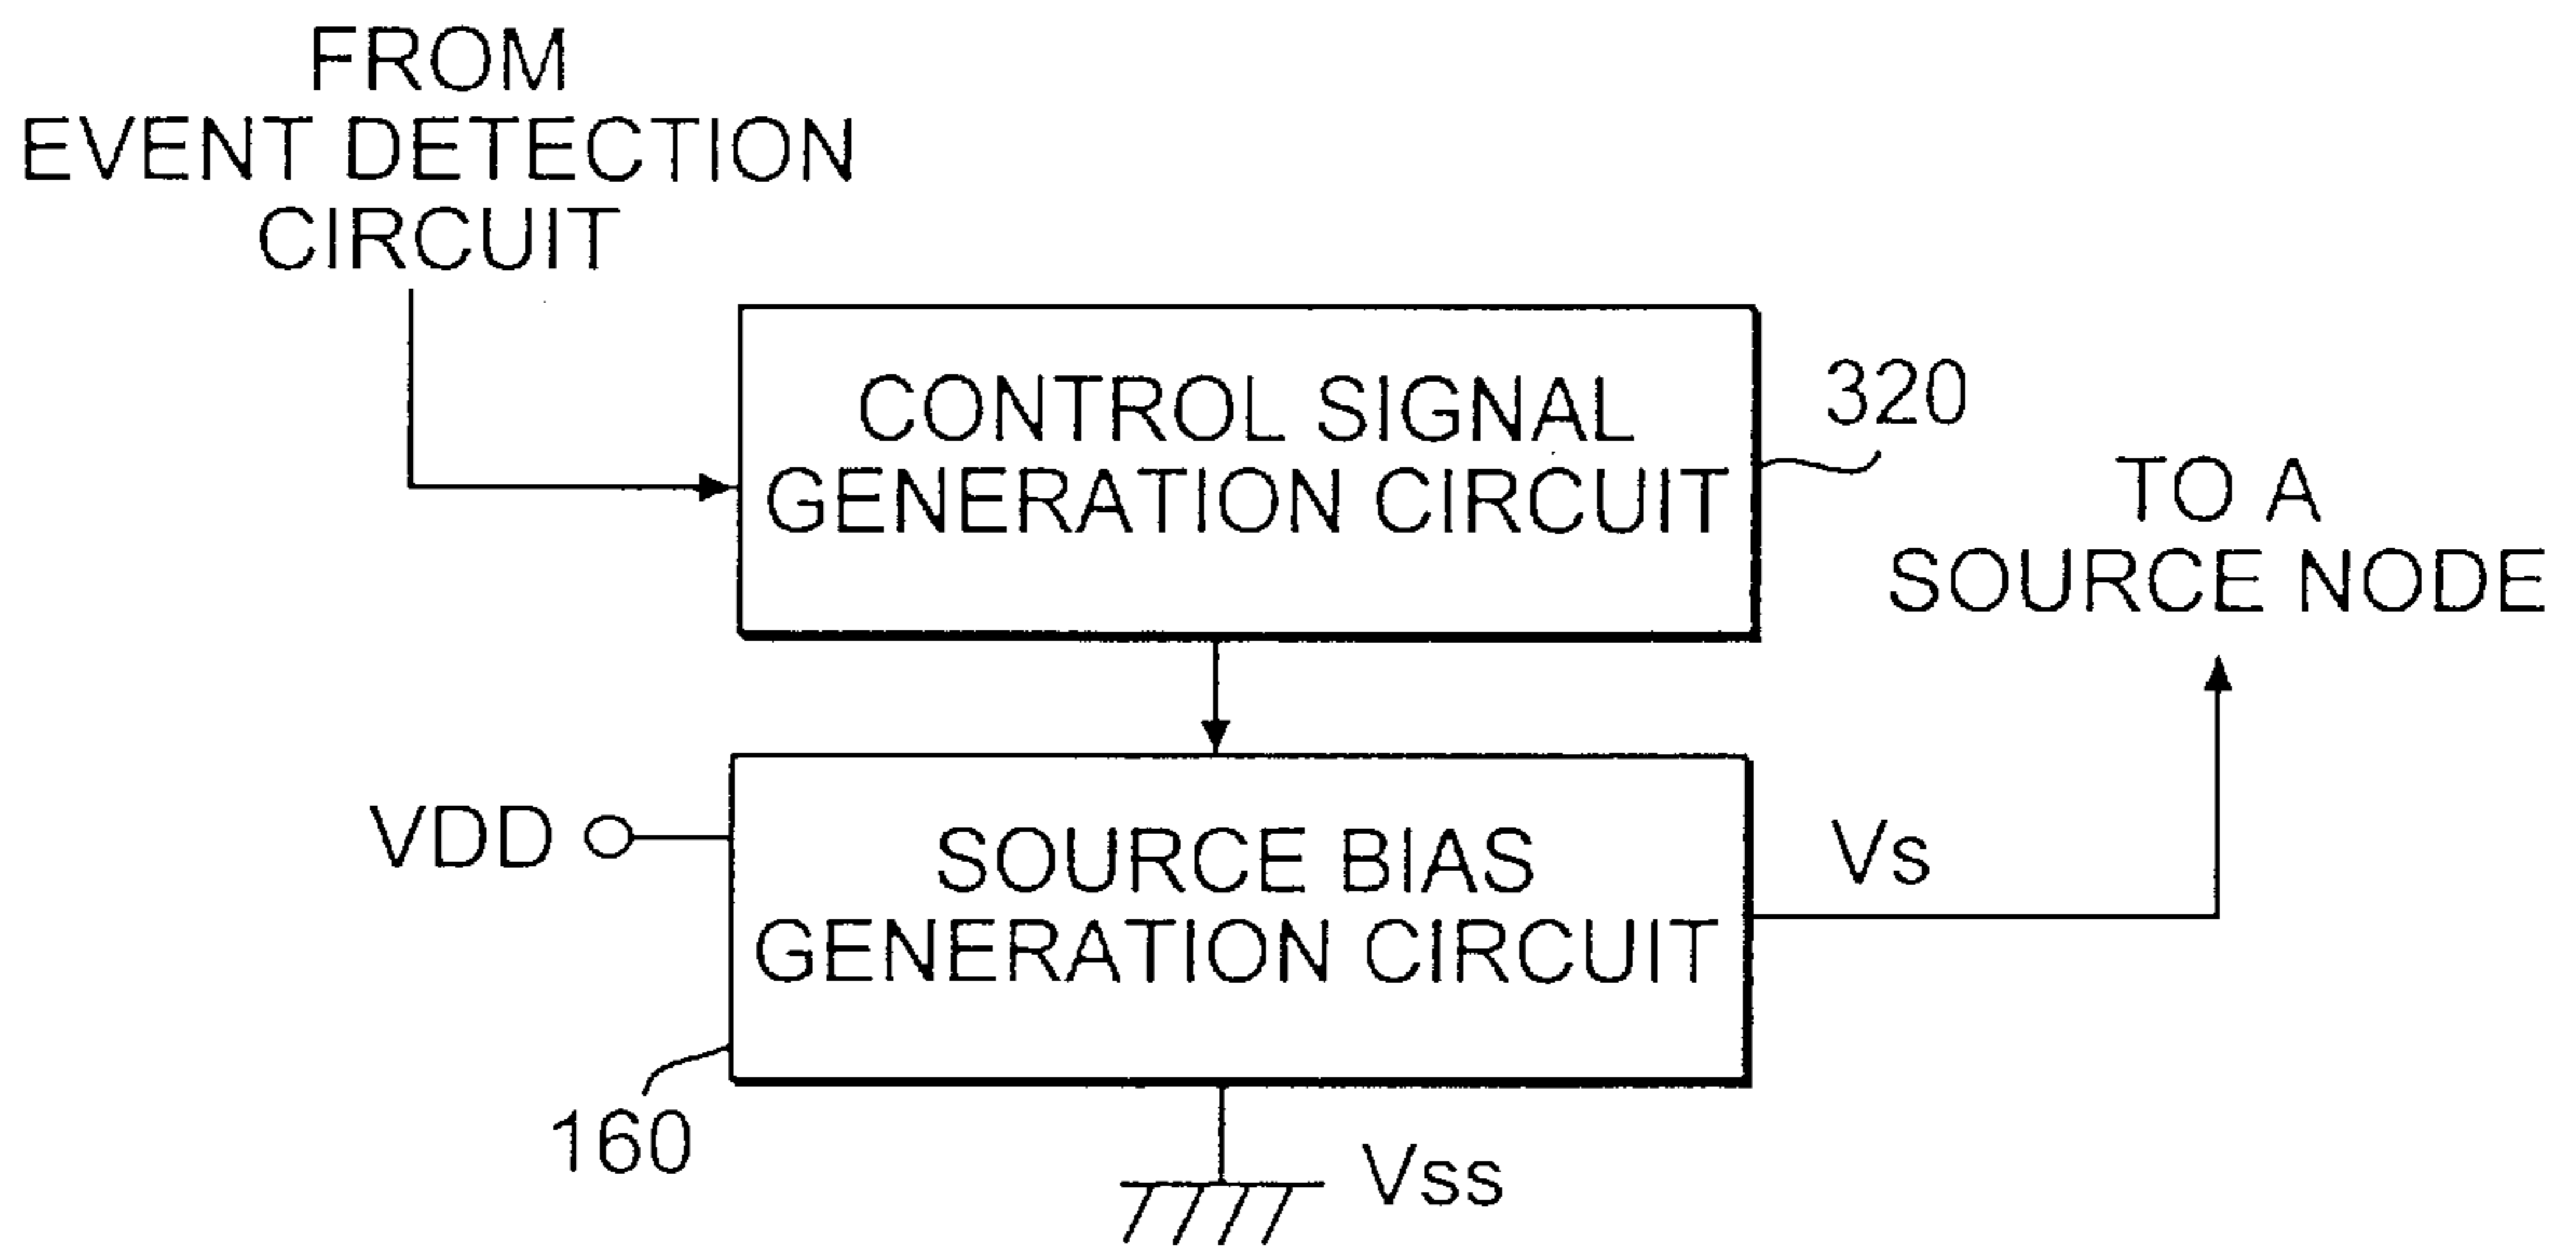 FROM
EVENT DETECTION
CIRCUIT
CONTROL SIGNAL
GENERATION CIRCUIT
320
TO A
SOURCE NODE
VDD
SOURCE BIAS
GENERATION CIRCUIT
Vs
160
Vss